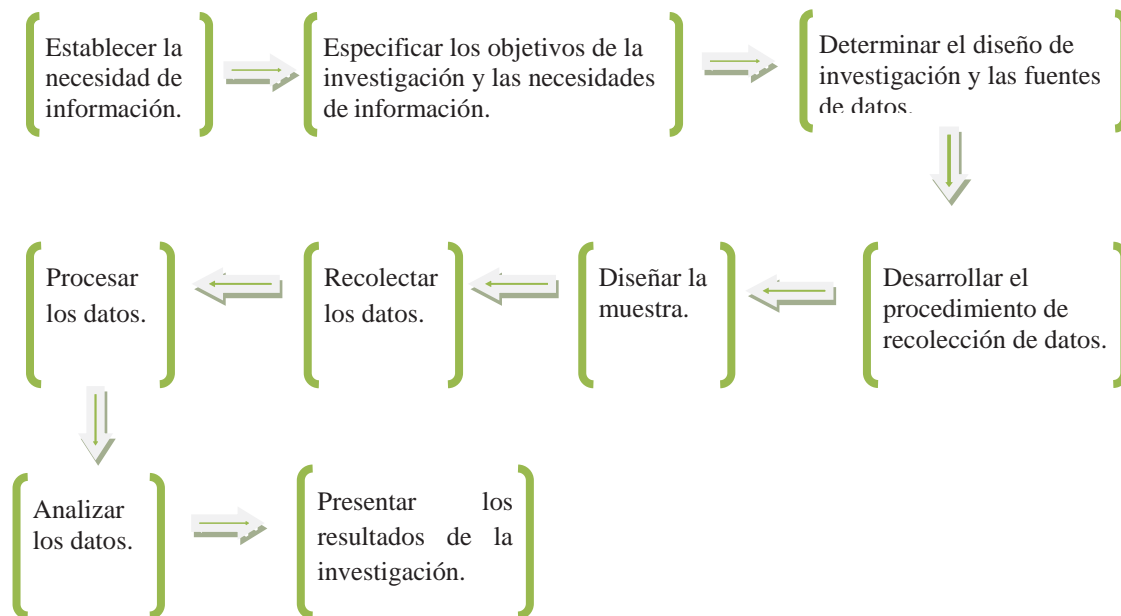 Establecer la
necesidad de
información.
Especificar los objetivos de la
investigación y las necesidades
de información.
Determinar el diseño de
investigación y las fuentes
de datos.
Desarrollar el
procedimiento de
recolección de datos.
Diseñar la
muestra.
Recolectar
los datos.
Procesar
los datos.
Analizar
los datos.
Presentar los
resultados de la
investigación.